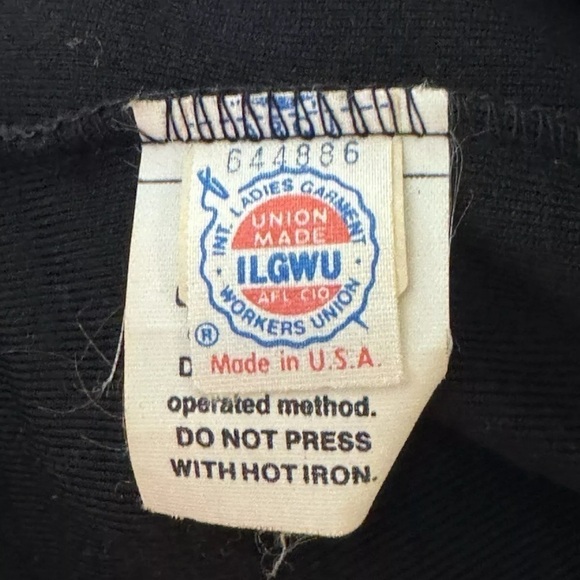 644886
INT. LADIES GARMENT
UNION
MADE
ILGWU
AFL CIO
WORKERS UNION
®
Made in U.S.A.
D
operated method.
DO NOT PRESS
WITH HOT IRON.